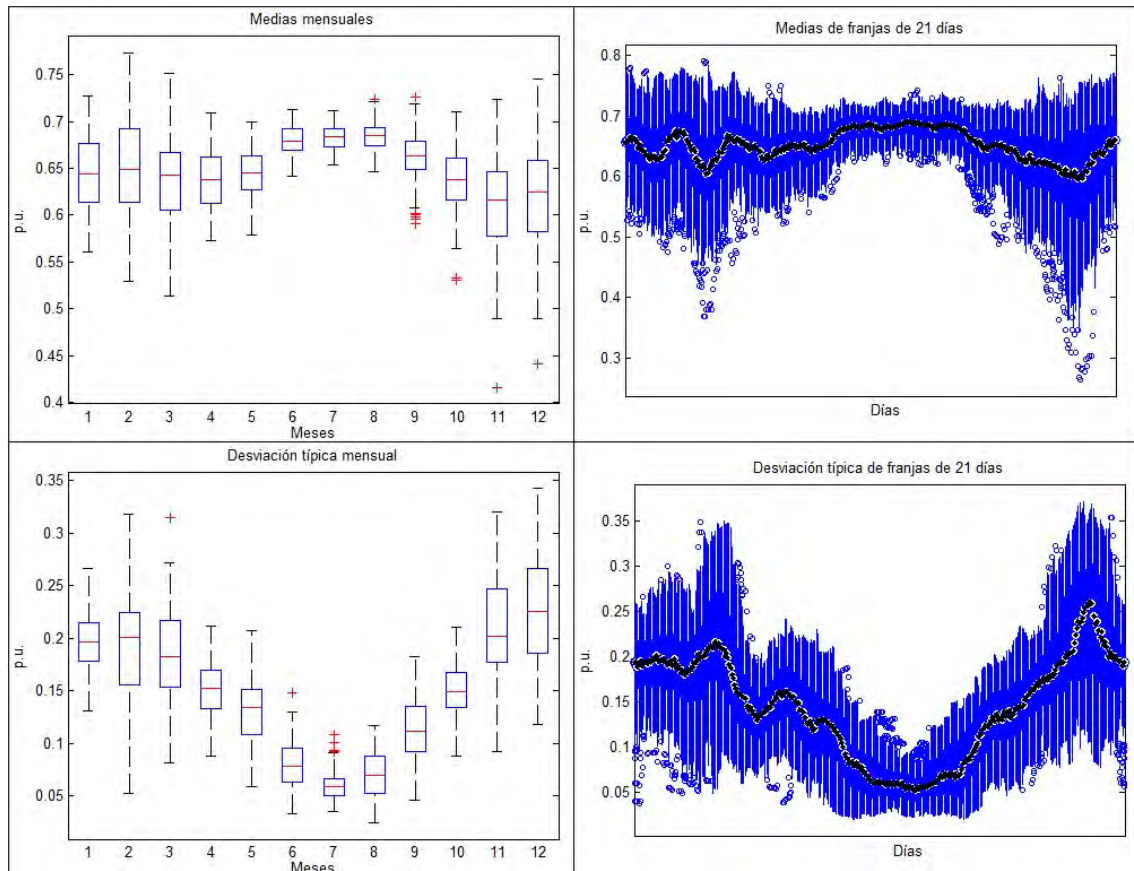 Medias mensuales
0.75
0.7
0.65
0.6
0.55
0.5
0.45
0.4
p.u.
1 2 3 4 5 6 7 8 9 10 11 12
Meses
Medias de franjas de 21 días
0.8
0.7
0.6
0.5
0.4
0.3
p.u.
Días
Desviación típica mensual
0.35
0.3
0.25
0.2
0.15
0.1
0.05
p.u.
1 2 3 4 5 6 7 8 9 10 11 12
Meses
Desviación típica de franjas de 21 días
0.35
0.3
0.25
0.2
0.15
0.1
0.05
p.u.
Días